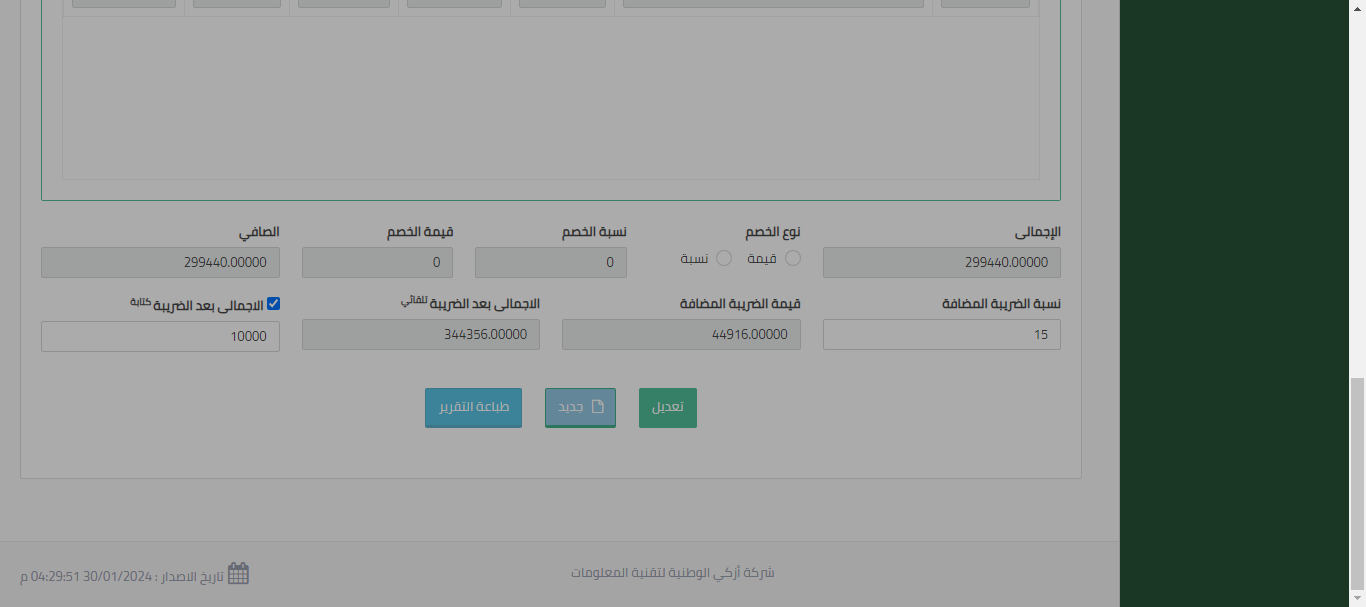 الإجمالى نوع الخصم نسبة الخصم قيمة الخصم الصافي
299440.00000 قيمة نسبة 0 0 299440.00000
نسبة الضريبة المضافة قيمة الضريبة المضافة الاجمالى بعد الضريبة تلقائي الاجمالى بعد الضريبة كتابة
15 44916.00000 344356.00000 10000
تعديل جديد طباعة التقرير
شركة أزكي الوطنية لتقنية المعلومات تاريخ الاصدار : 30/01/2024 04:29:51 م